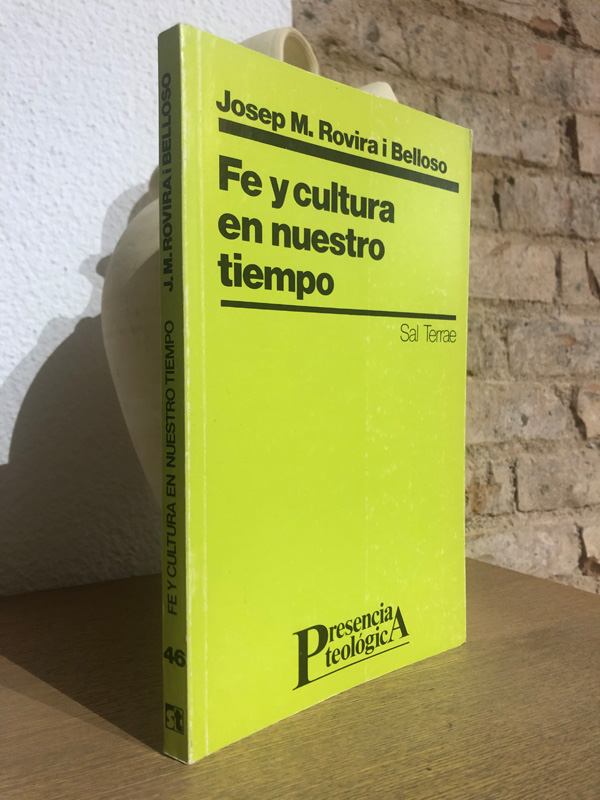 Josep M. Rovira i Belloso
Fe y cultura
en nuestro
tiempo
Sal Terrae
Presencia
teológicA
J. M. ROVIRA i BELLOSO
FE Y CULTURA EN NUESTRO TIEMPO
46
st